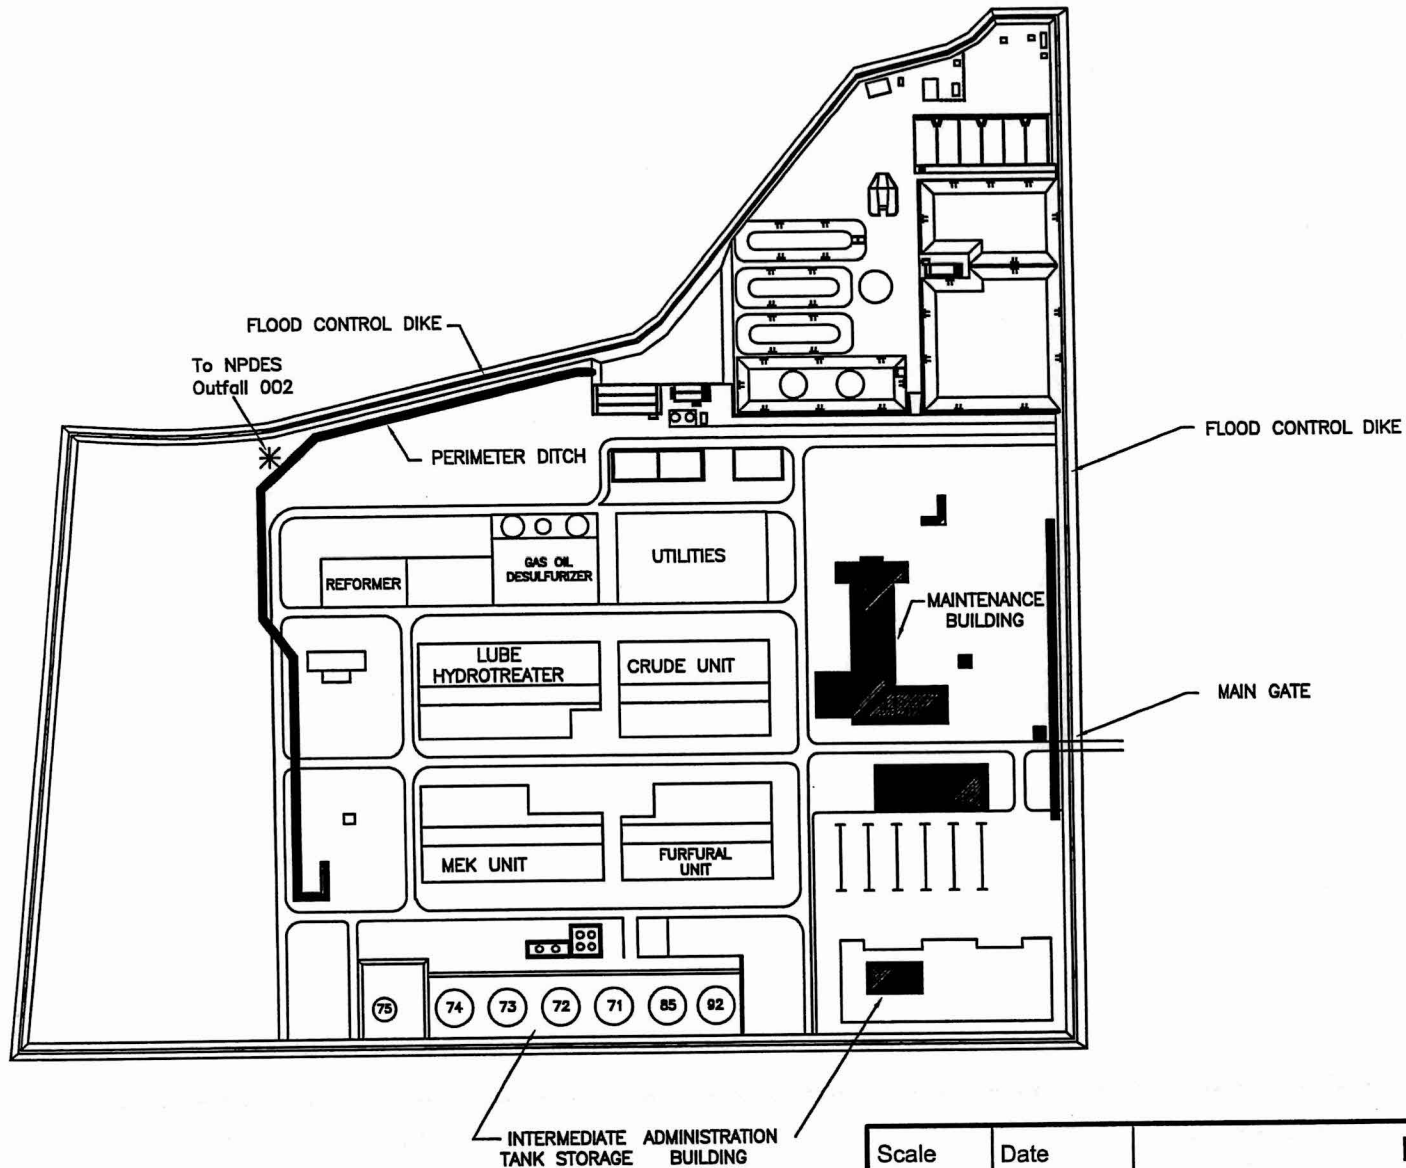 FLOOD CONTROL DIKE
To NPDES
Outfall 002
PERIMETER DITCH
FLOOD CONTROL DIKE
REFORMER
GAS OIL
DESULFURIZER
UTILITIES
MAINTENANCE
BUILDING
LUBE
HYDROTREATER
CRUDE UNIT
MAIN GATE
MEK UNIT
FURFURAL
UNIT
75
74
73
72
71
85
92
INTERMEDIATE
TANK STORAGE
ADMINISTRATION
BUILDING
Scale
Date